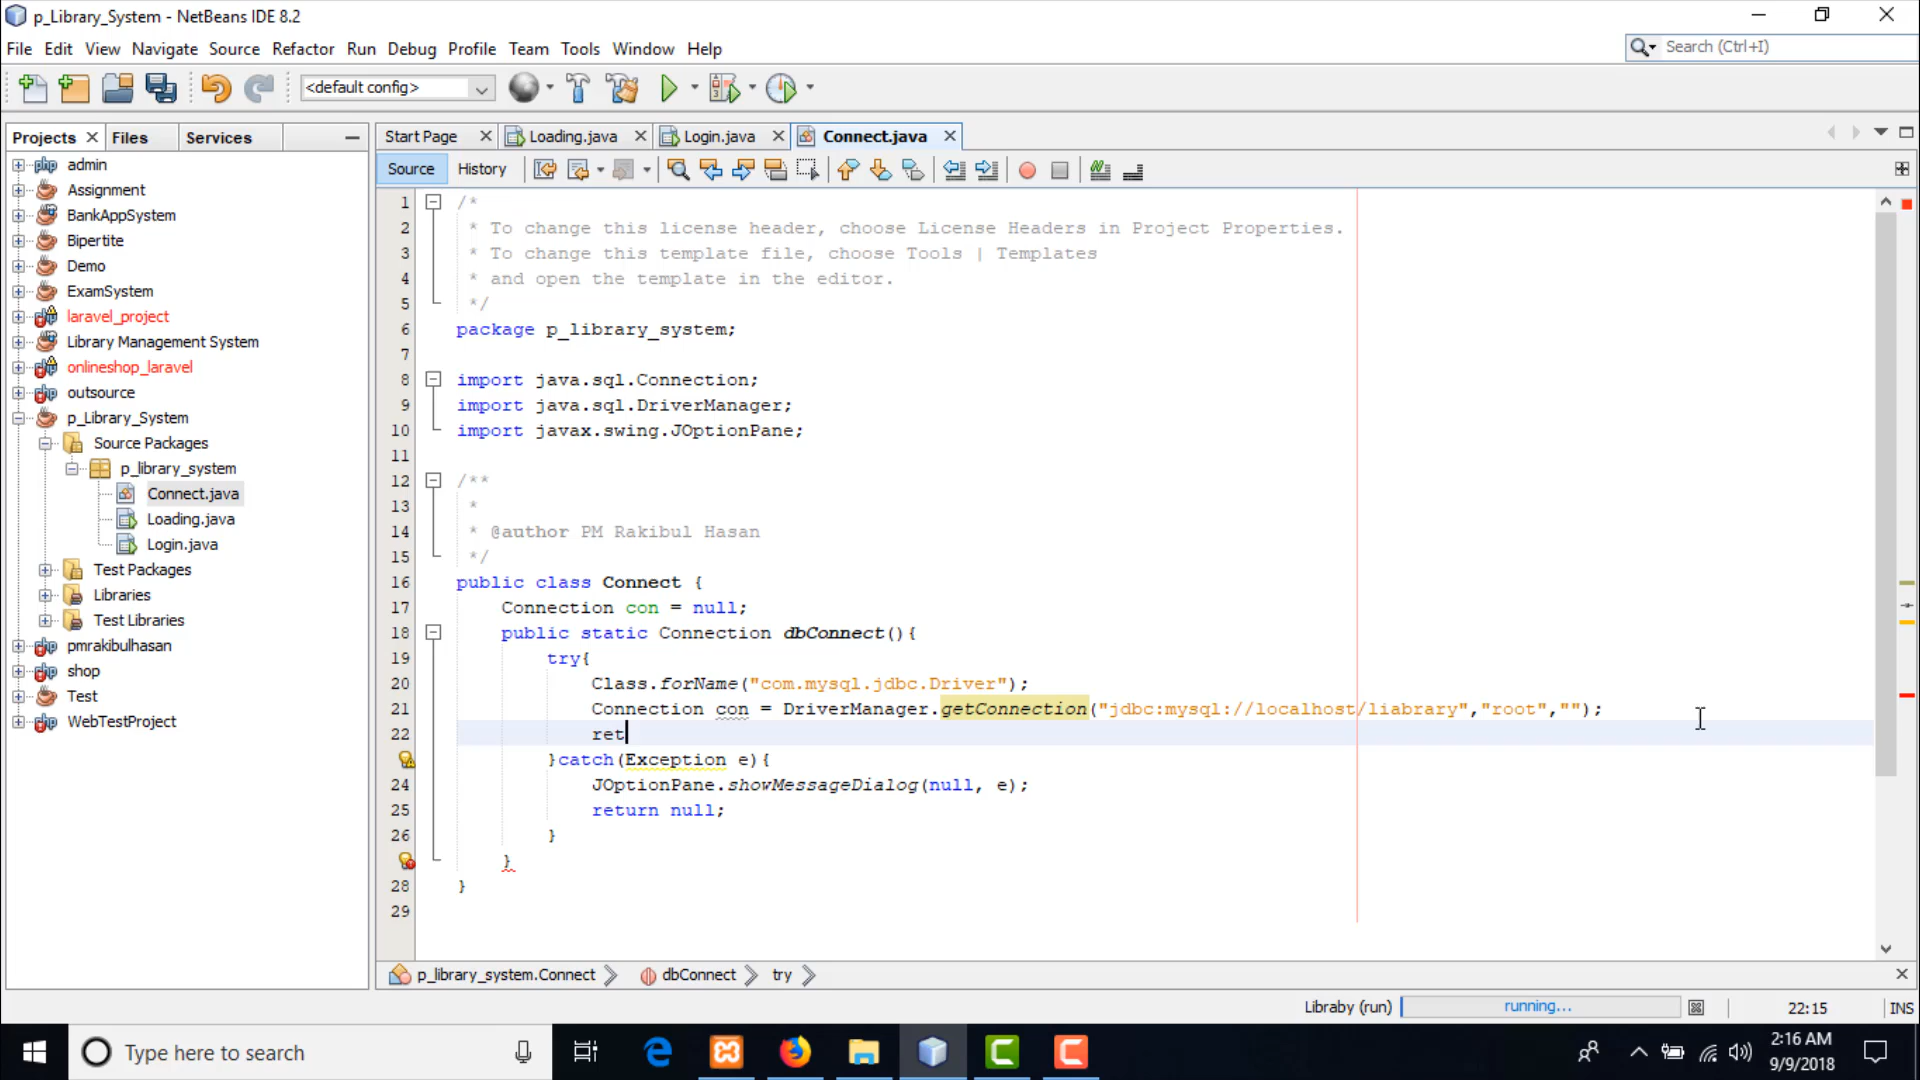 p_Library_System - NetBeans IDE 8.2
File Edit View Navigate Source Refactor Run Debug Profile Team Tools Window Help
Search (Ctrl+I)
<default config>
Projects Files Services
Start Page Loading.java Login.java Connect.java
Source History
admin
Assignment
BankAppSystem
Bipertite
Demo
ExamSystem
laravel_project
Library Management System
onlineshop_laravel
outsource
p_Library_System
Source Packages
p_library_system
Connect.java
Loading.java
Login.java
Test Packages
Libraries
Test Libraries
pmrakibulhasan
shop
Test
WebTestProject
1 /*
2 * To change this license header, choose License Headers in Project Properties.
3 * To change this template file, choose Tools | Templates
4 * and open the template in the editor.
5 */
6 package p_library_system;
7
8 import java.sql.Connection;
9 import java.sql.DriverManager;
10 import javax.swing.JOptionPane;
11
12 /**
13 *
14 * @author PM Rakibul Hasan
15 */
16 public class Connect {
17 Connection con = null;
18 public static Connection dbConnect(){
19 try{
20 Class.forName("com.mysql.jdbc.Driver");
21 Connection con = DriverManager.getConnection("jdbc:mysql://localhost/liabrary","root","");
22 ret
}catch(Exception e){
24 JOptionPane.showMessageDialog(null, e);
25 return null;
26 }
}
28 }
29
p_library_system.Connect dbConnect try
Libraby (run) running... 22:15 INS
Type here to search
2:16 AM
9/9/2018